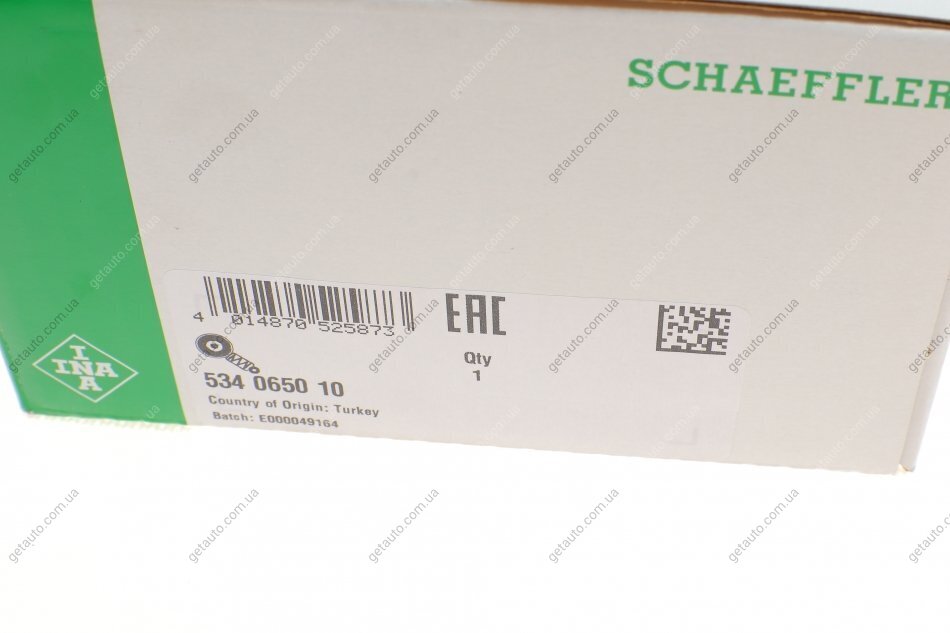 SCHAEFFLER
INA
INA
4 014870 525873
EAC
Qty
1
534 0650 10
Country of Origin: Turkey
Batch: E000049164
getauto.com.ua